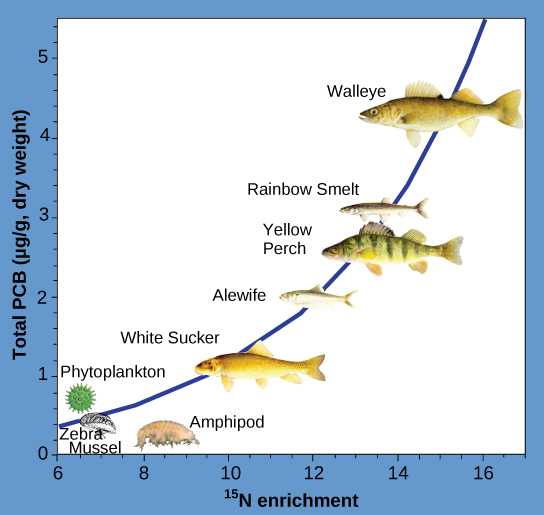 5
4
3
2
1
0
Total PCB (µg/g, dry weight)
Walleye
Rainbow Smelt
Yellow
Perch
Alewife
White Sucker
Phytoplankton
Amphipod
Zebra
Mussel
6 8 10 12 14 16
¹⁵N enrichment